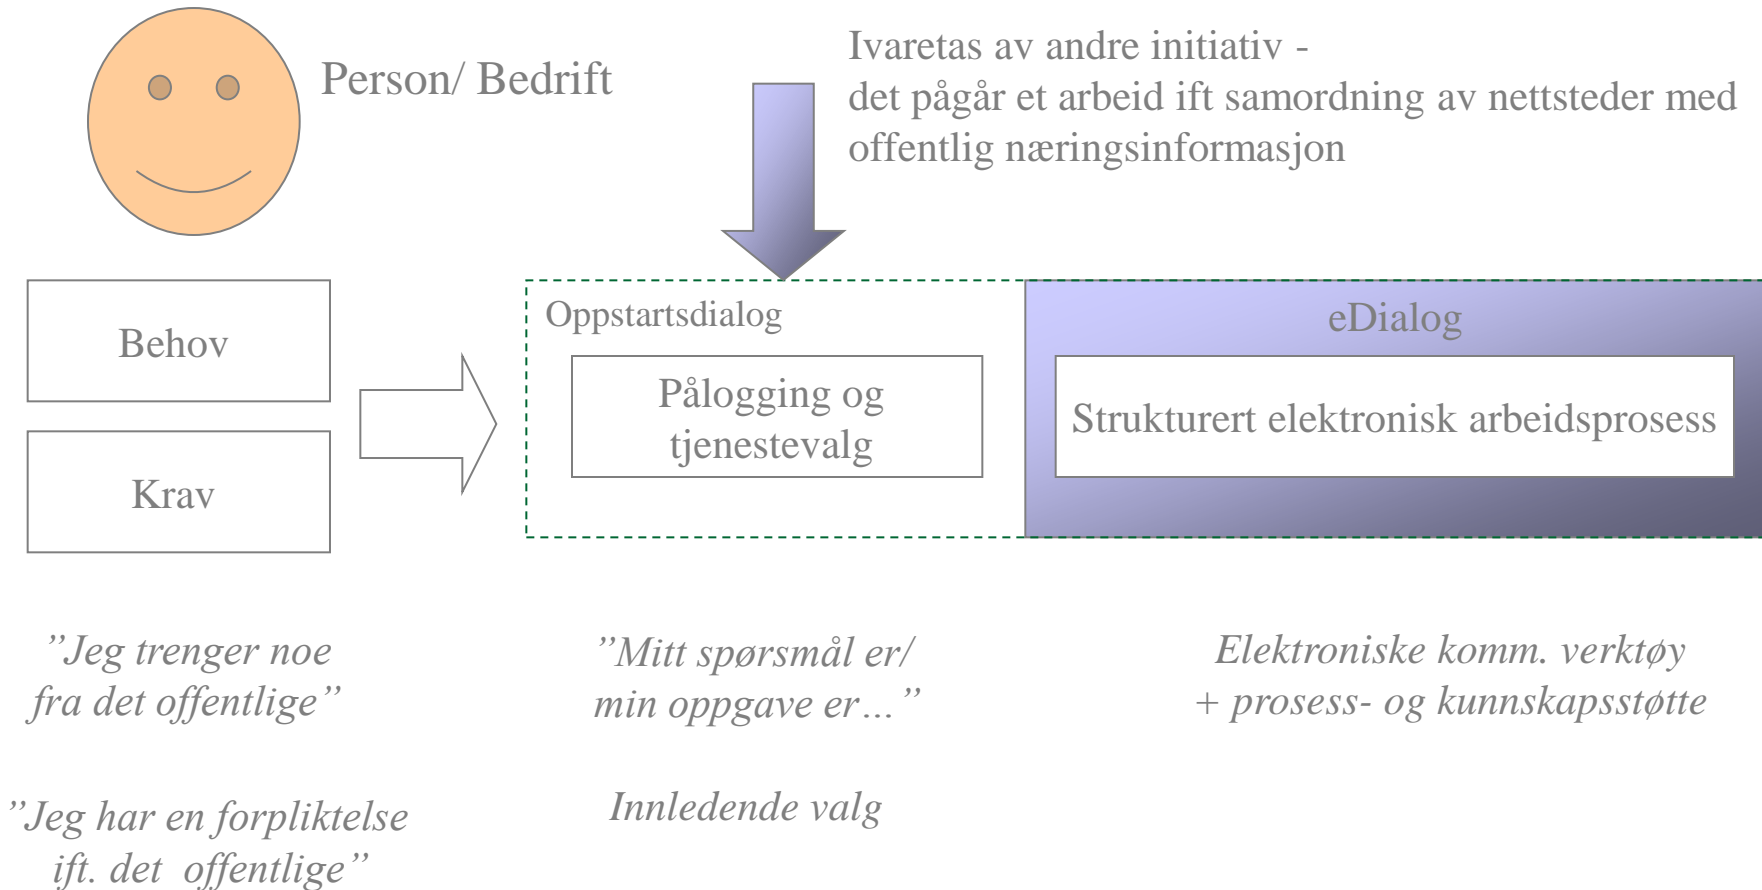 Person/ Bedrift
Ivaretas av andre initiativ -
det pågår et arbeid ift samordning av nettsteder med
offentlig næringsinformasjon
Behov
Krav
Oppstartsdialog
Pålogging og
tjenestevalg
eDialog
Strukturert elektronisk arbeidsprosess
”Jeg trenger noe
fra det offentlige”
”Jeg har en forpliktelse
ift. det offentlige”
”Mitt spørsmål er/
min oppgave er…”
Innledende valg
Elektroniske komm. verktøy
+ prosess- og kunnskapsstøtte